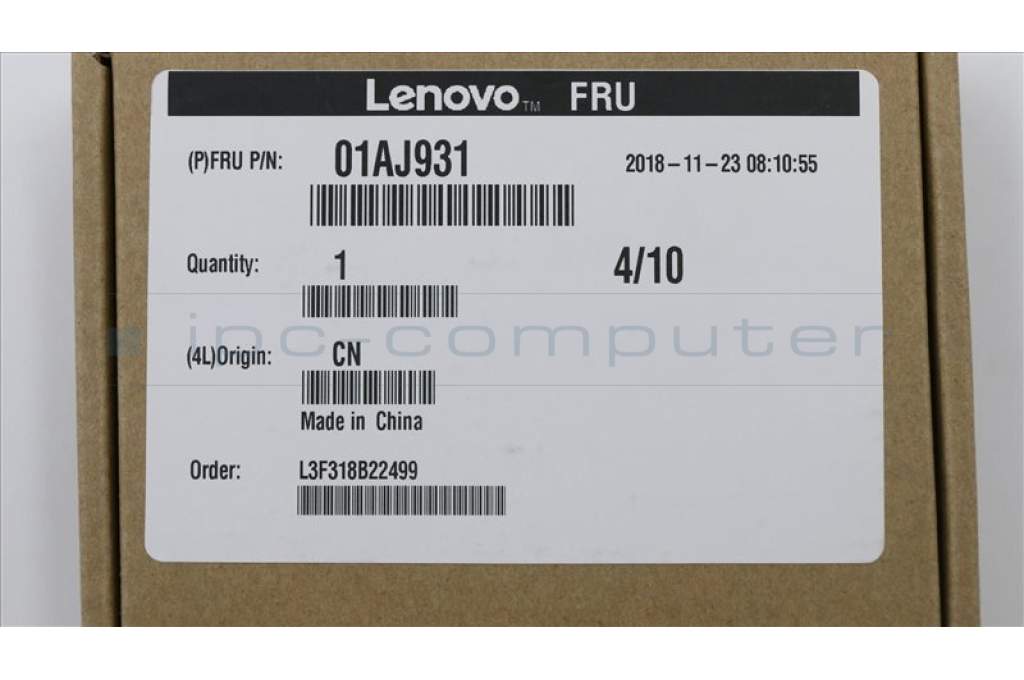 Lenovo™ FRU
(P)FRU P/N: 01AJ931 2018-11-23 08:10:55
Quantity: 1 4/10
inc-computer
(4L)Origin: CN
Made in China
Order: L3F318B22499